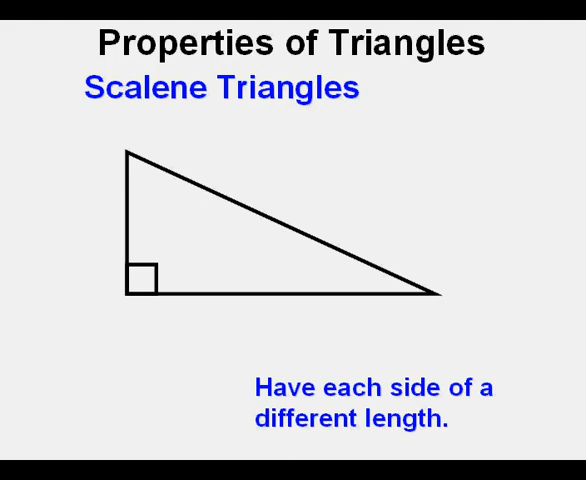 Properties of Triangles
Scalene Triangles
Have each side of a
different length.